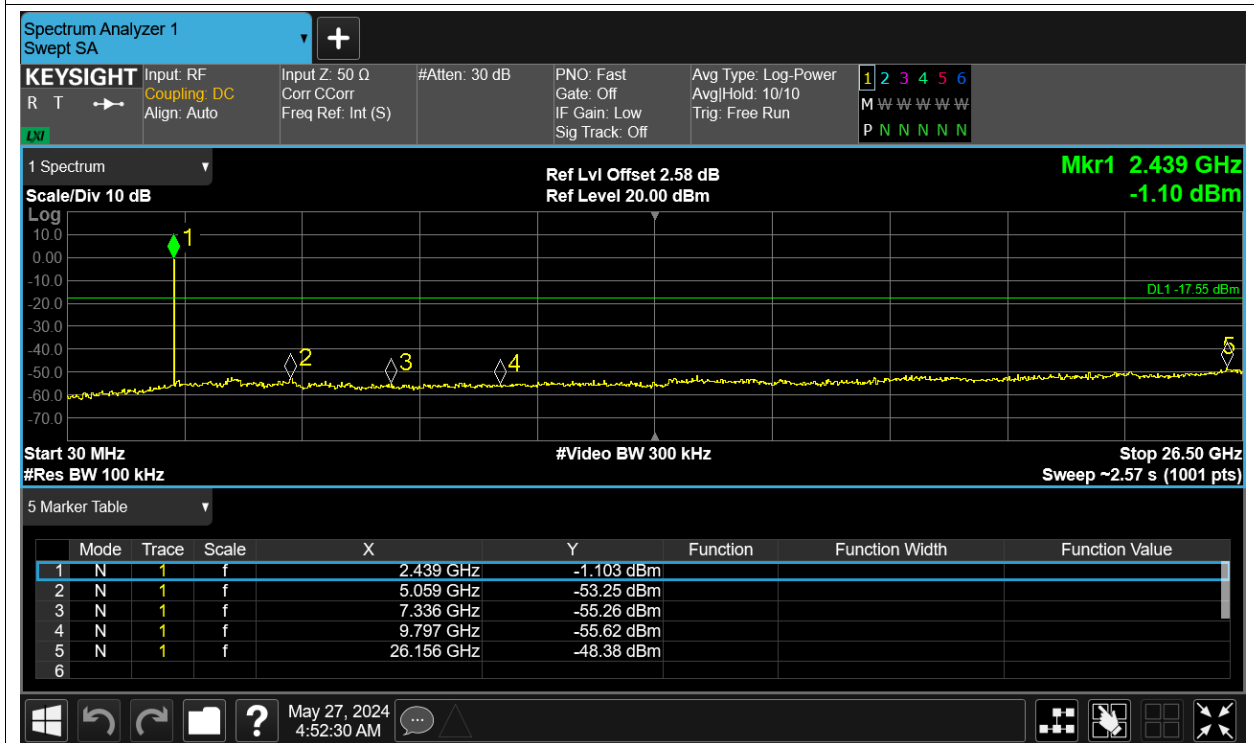 Spectrum Analyzer 1
Swept SA
+
KEYSIGHT
R T
LXI
Input: RF
Coupling: DC
Align: Auto
Input Z: 50 Ω
Corr CCorr
Freq Ref: Int (S)
#Atten: 30 dB
PNO: Fast
Gate: Off
IF Gain: Low
Sig Track: Off
Avg Type: Log-Power
Avg|Hold: 10/10
Trig: Free Run
1 2 3 4 5 6
M W W W W W
P N N N N N
1 Spectrum
Scale/Div 10 dB
Ref Lvl Offset 2.58 dB
Ref Level 20.00 dBm
Mkr1 2.439 GHz
-1.10 dBm
Log
10.0
0.00
-10.0
-20.0
-30.0
-40.0
-50.0
-60.0
-70.0
1
2
3
4
5
DL1 -17.55 dBm
Start 30 MHz
#Video BW 300 kHz
Stop 26.50 GHz
#Res BW 100 kHz
Sweep ~2.57 s (1001 pts)
5 Marker Table
Mode Trace Scale X Y Function Function Width Function Value
1 N 1 f 2.439 GHz -1.103 dBm
2 N 1 f 5.059 GHz -53.25 dBm
3 N 1 f 7.336 GHz -55.26 dBm
4 N 1 f 9.797 GHz -55.62 dBm
5 N 1 f 26.156 GHz -48.38 dBm
6
?
May 27, 2024
4:52:30 AM